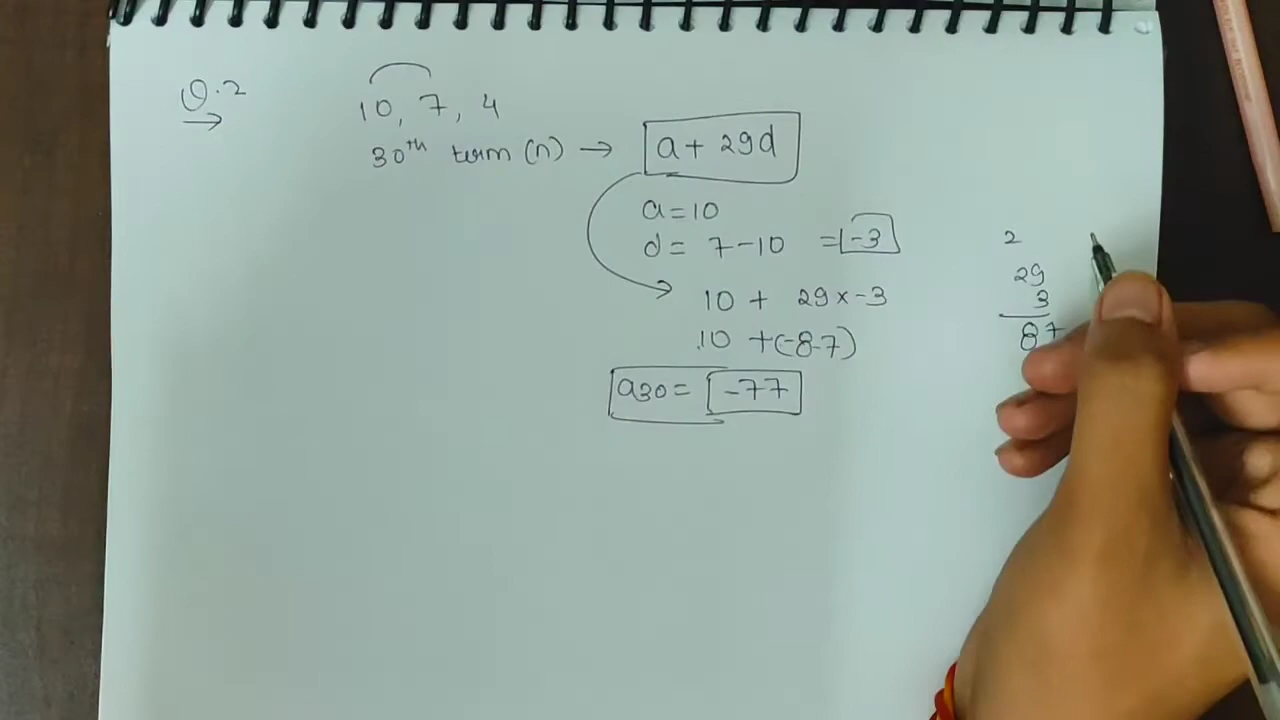 Q.2
10, 7, 4
30th term (n) → a + 29d
a = 10
d = 7 - 10 = -3
10 + 29 x -3
10 + (-87)
a30 = -77
2
29
3
87